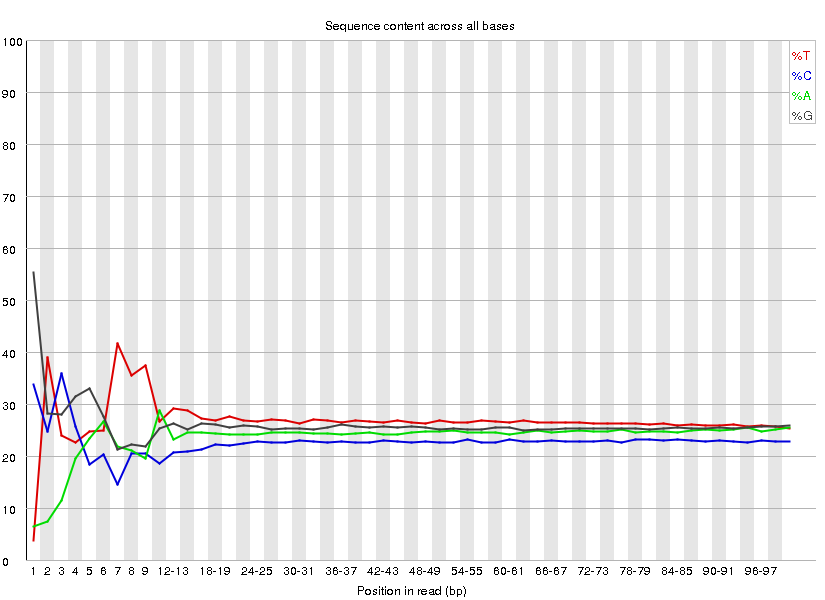 Sequence content across all bases
100
90
80
70
60
50
40
30
20
10
0
%T
%C
%A
%G
1 2 3 4 5 6 7 8 9 12-13 18-19 24-25 30-31 36-37 42-43 48-49 54-55 60-61 66-67 72-73 78-79 84-85 90-91 96-97
Position in read (bp)